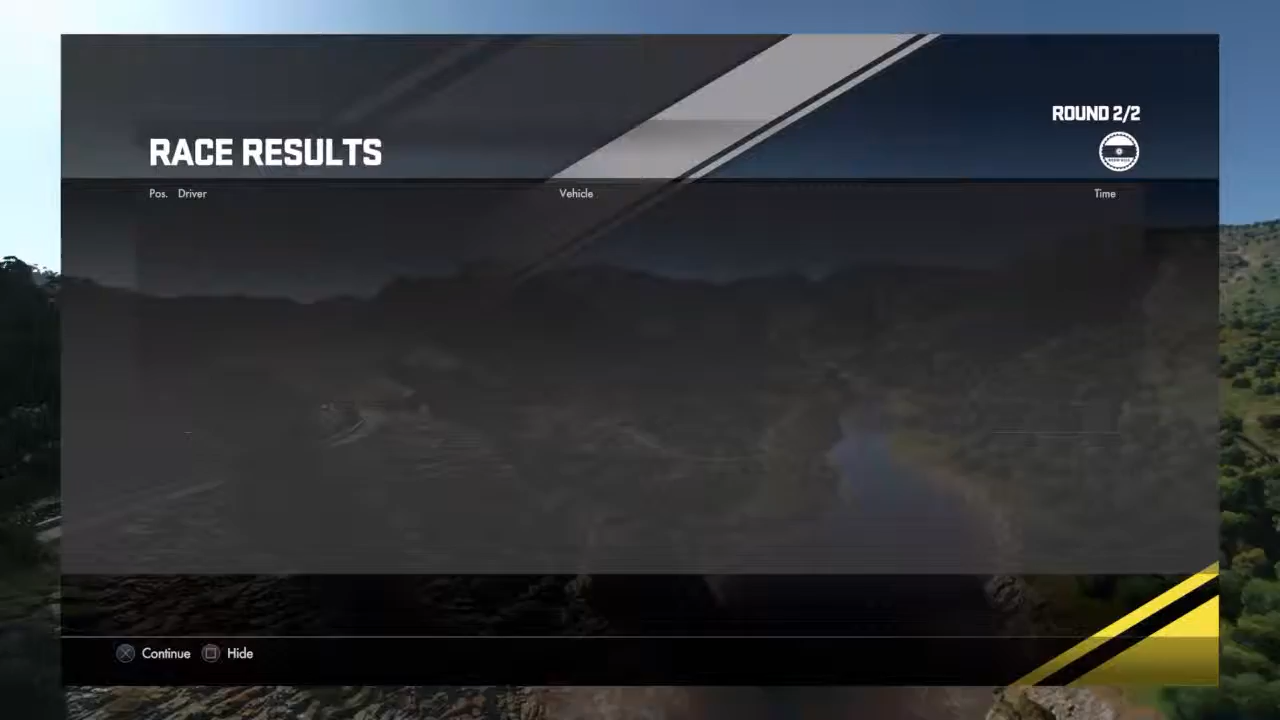 ROUND 2/2
RACE RESULTS
Pos. Driver Vehicle Time
Continue Hide